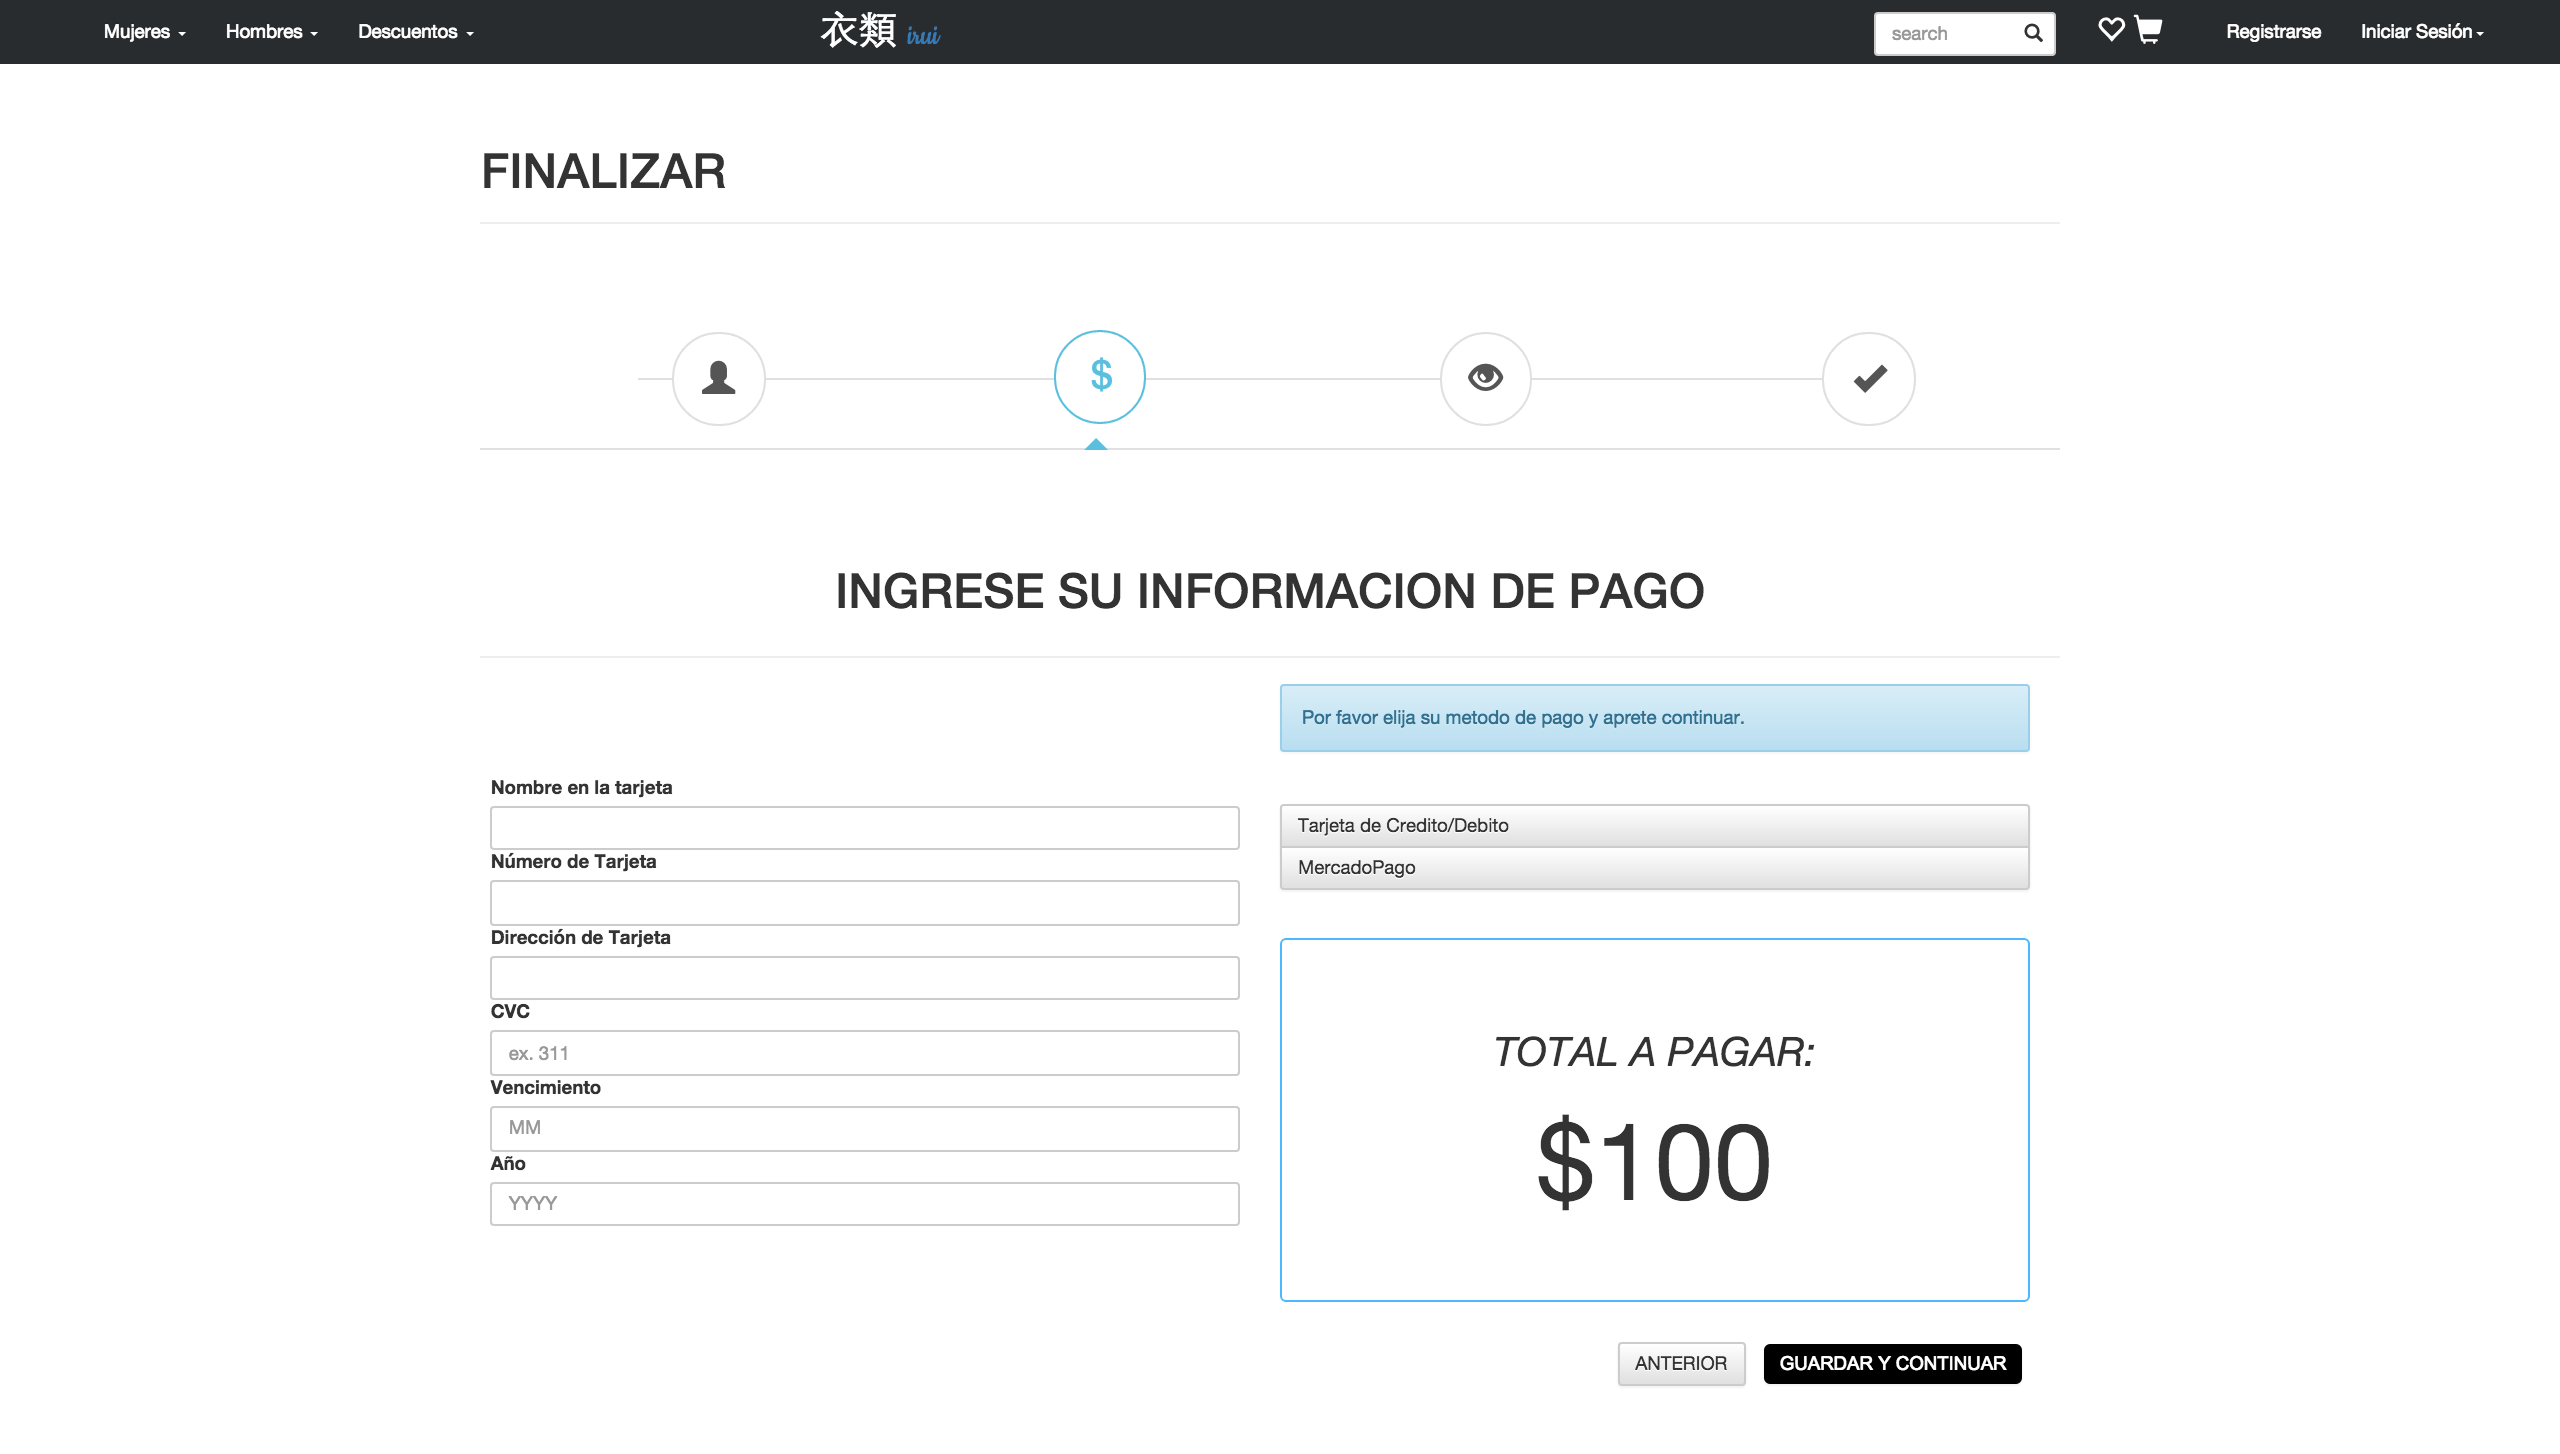 Mujeres Hombres Descuentos 衣類 irui search Registrarse Iniciar Sesión
FINALIZAR
$
INGRESE SU INFORMACION DE PAGO
Por favor elija su metodo de pago y aprete continuar.
Nombre en la tarjeta
Número de Tarjeta
Dirección de Tarjeta
CVC
ex. 311
Vencimiento
MM
Año
YYYY
Tarjeta de Credito/Debito
MercadoPago
TOTAL A PAGAR:
$100
ANTERIOR GUARDAR Y CONTINUAR